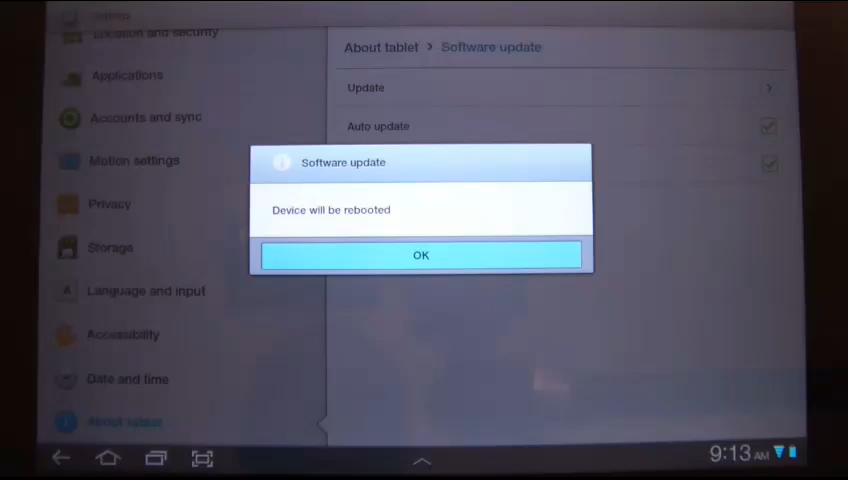 Settings
Location and security
Applications
Accounts and sync
Motion settings
Privacy
Storage
A
Language and input
Accessibility
Date and time
About tablet
About tablet > Software update
Update
Auto update
Software update
Device will be rebooted
OK
9:13 AM